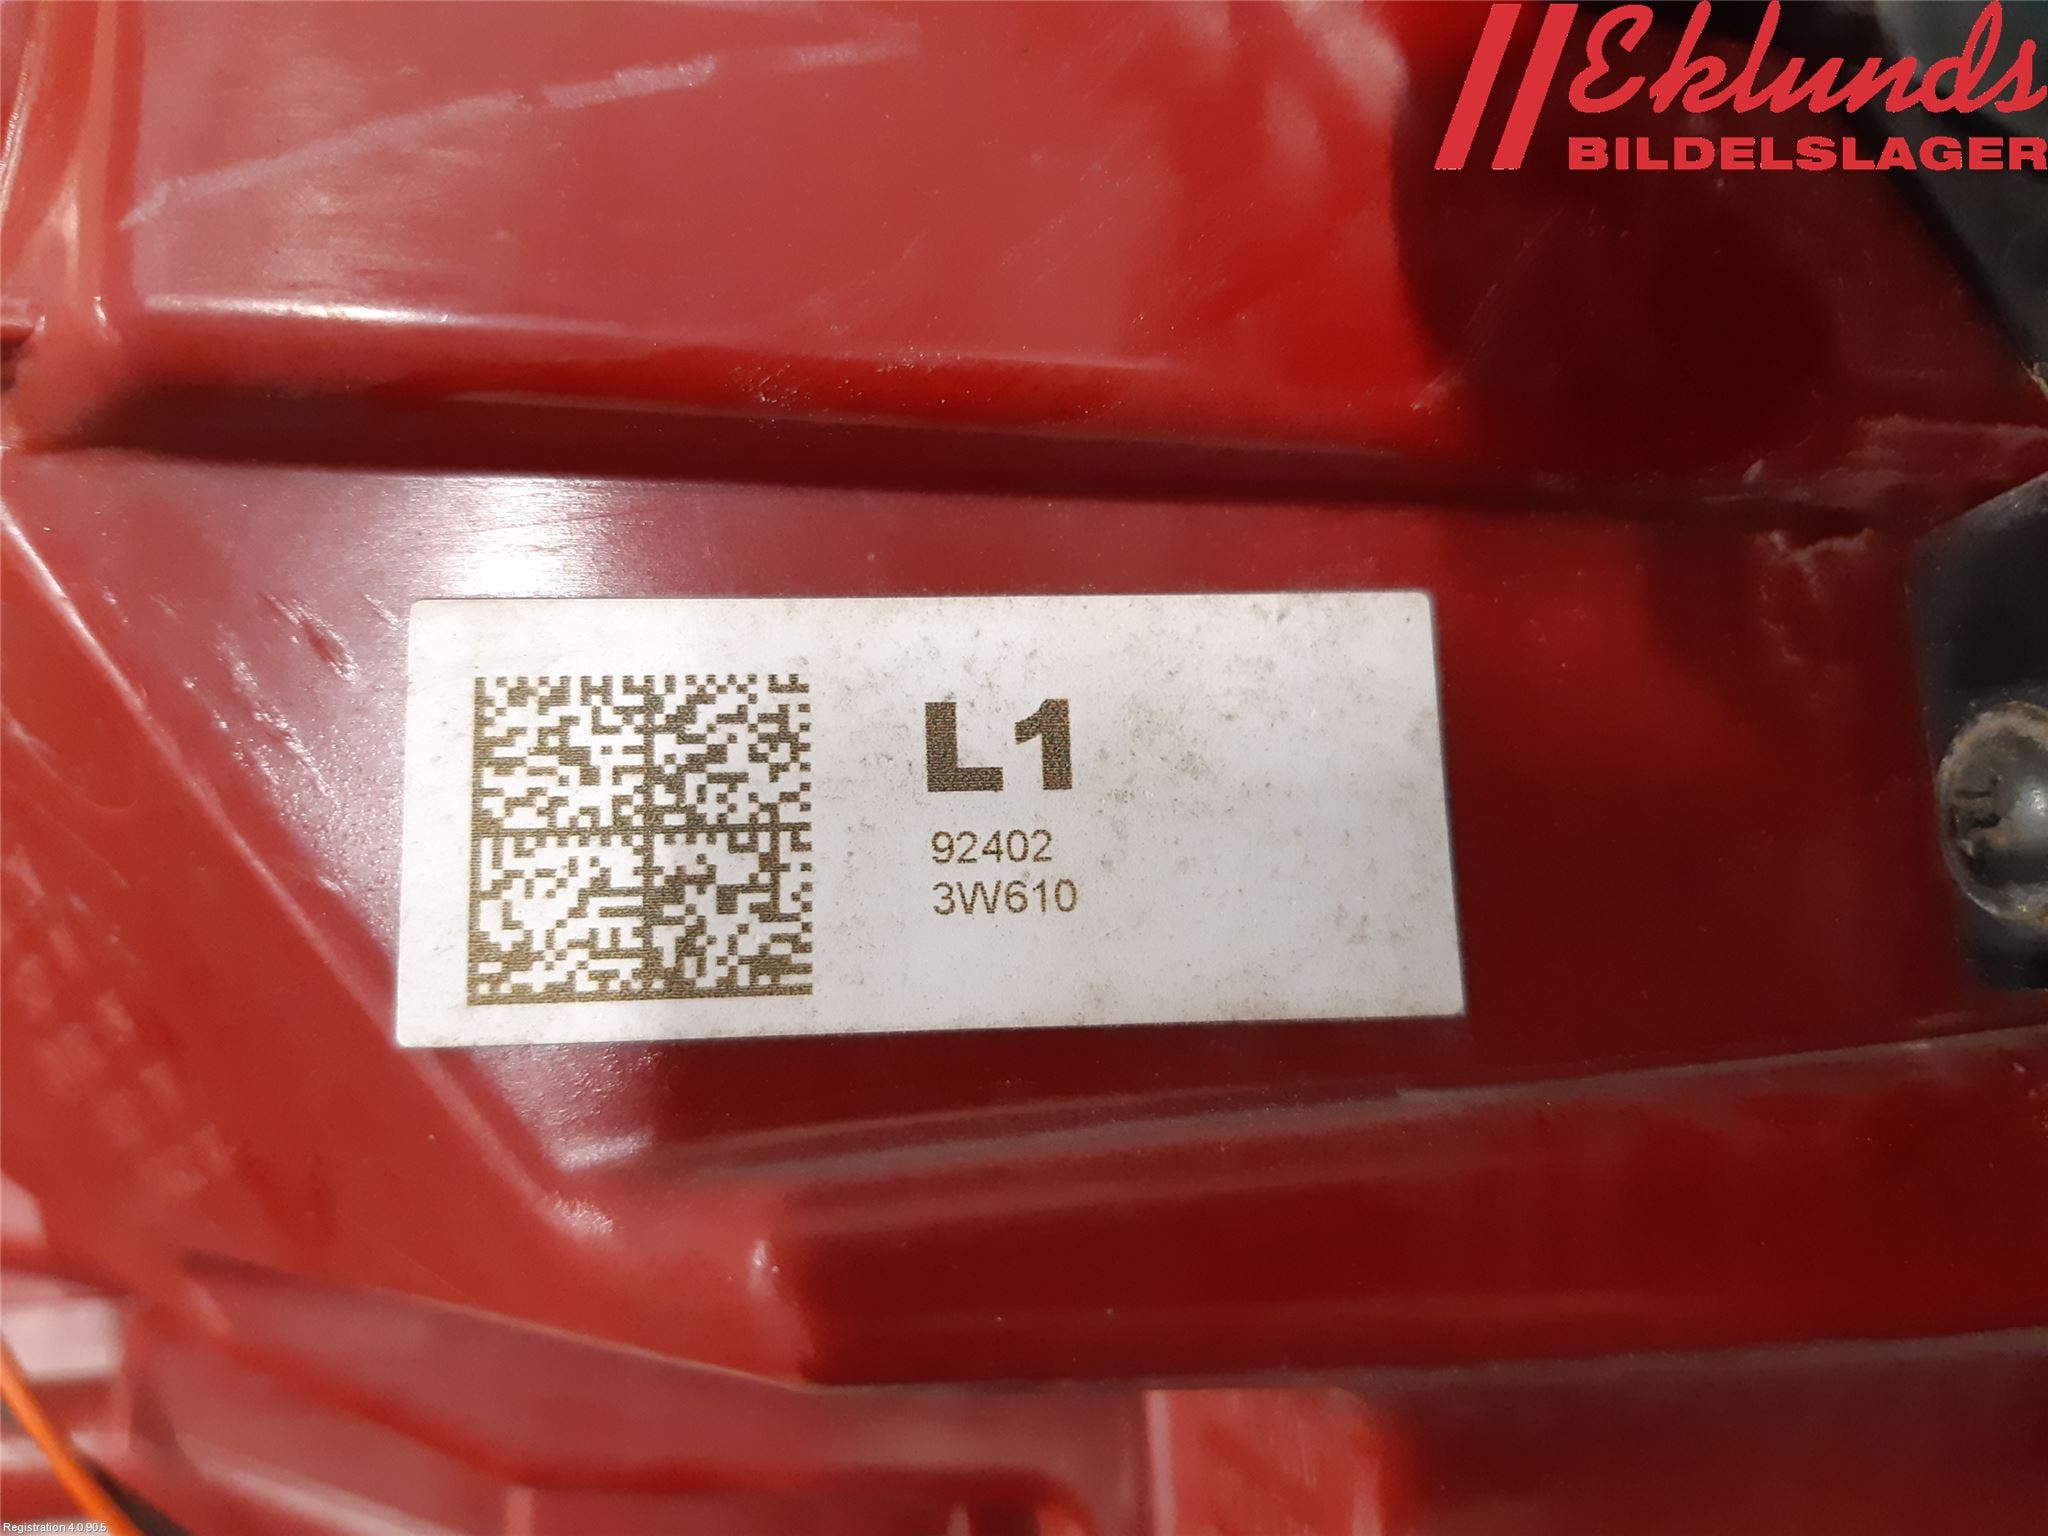 Eklunds
BILDELSLAGER
L1
92402
3W610
Registration 4.0.90.5